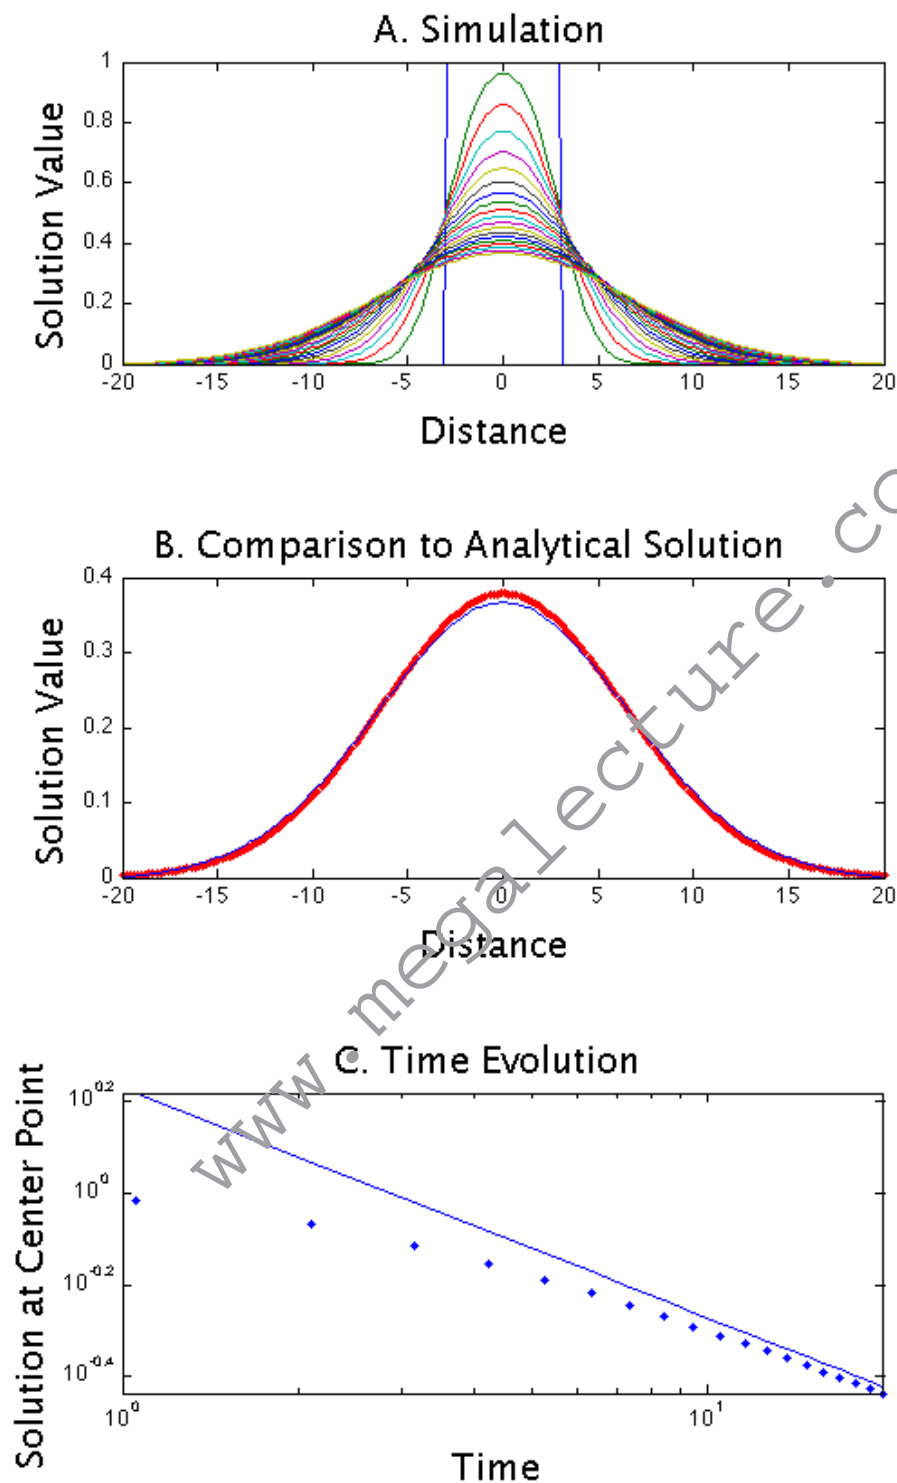 A. Simulation
Solution Value
1
0.8
0.6
0.4
0.2
0
-20 -15 -10 -5 0 5 10 15 20
Distance
B. Comparison to Analytical Solution
Solution Value
0.4
0.3
0.2
0.1
0
-20 -15 -10 -5 0 5 10 15 20
Distance
C. Time Evolution
Solution at Center Point
10^0.2
10^0
10^-0.2
10^-0.4
10^0 10^1
Time
www.megalecture.co